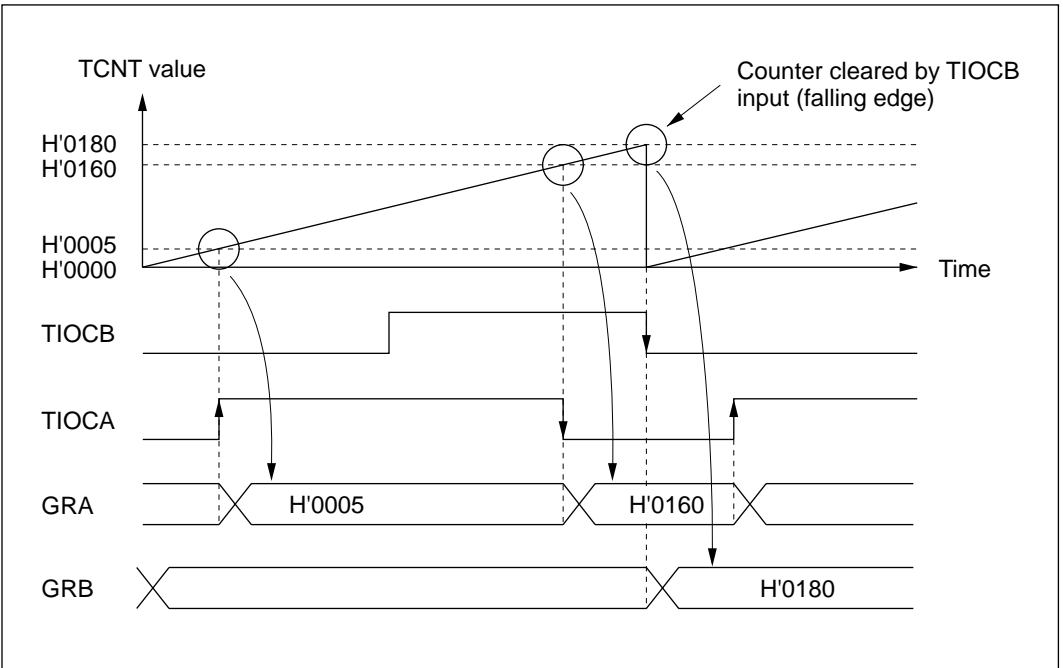 TCNT value
Counter cleared by TIOCB
input (falling edge)
H'0180
H'0160
H'0005
H'0000
Time
TIOCB
TIOCA
GRA
H'0005
H'0160
GRB
H'0180